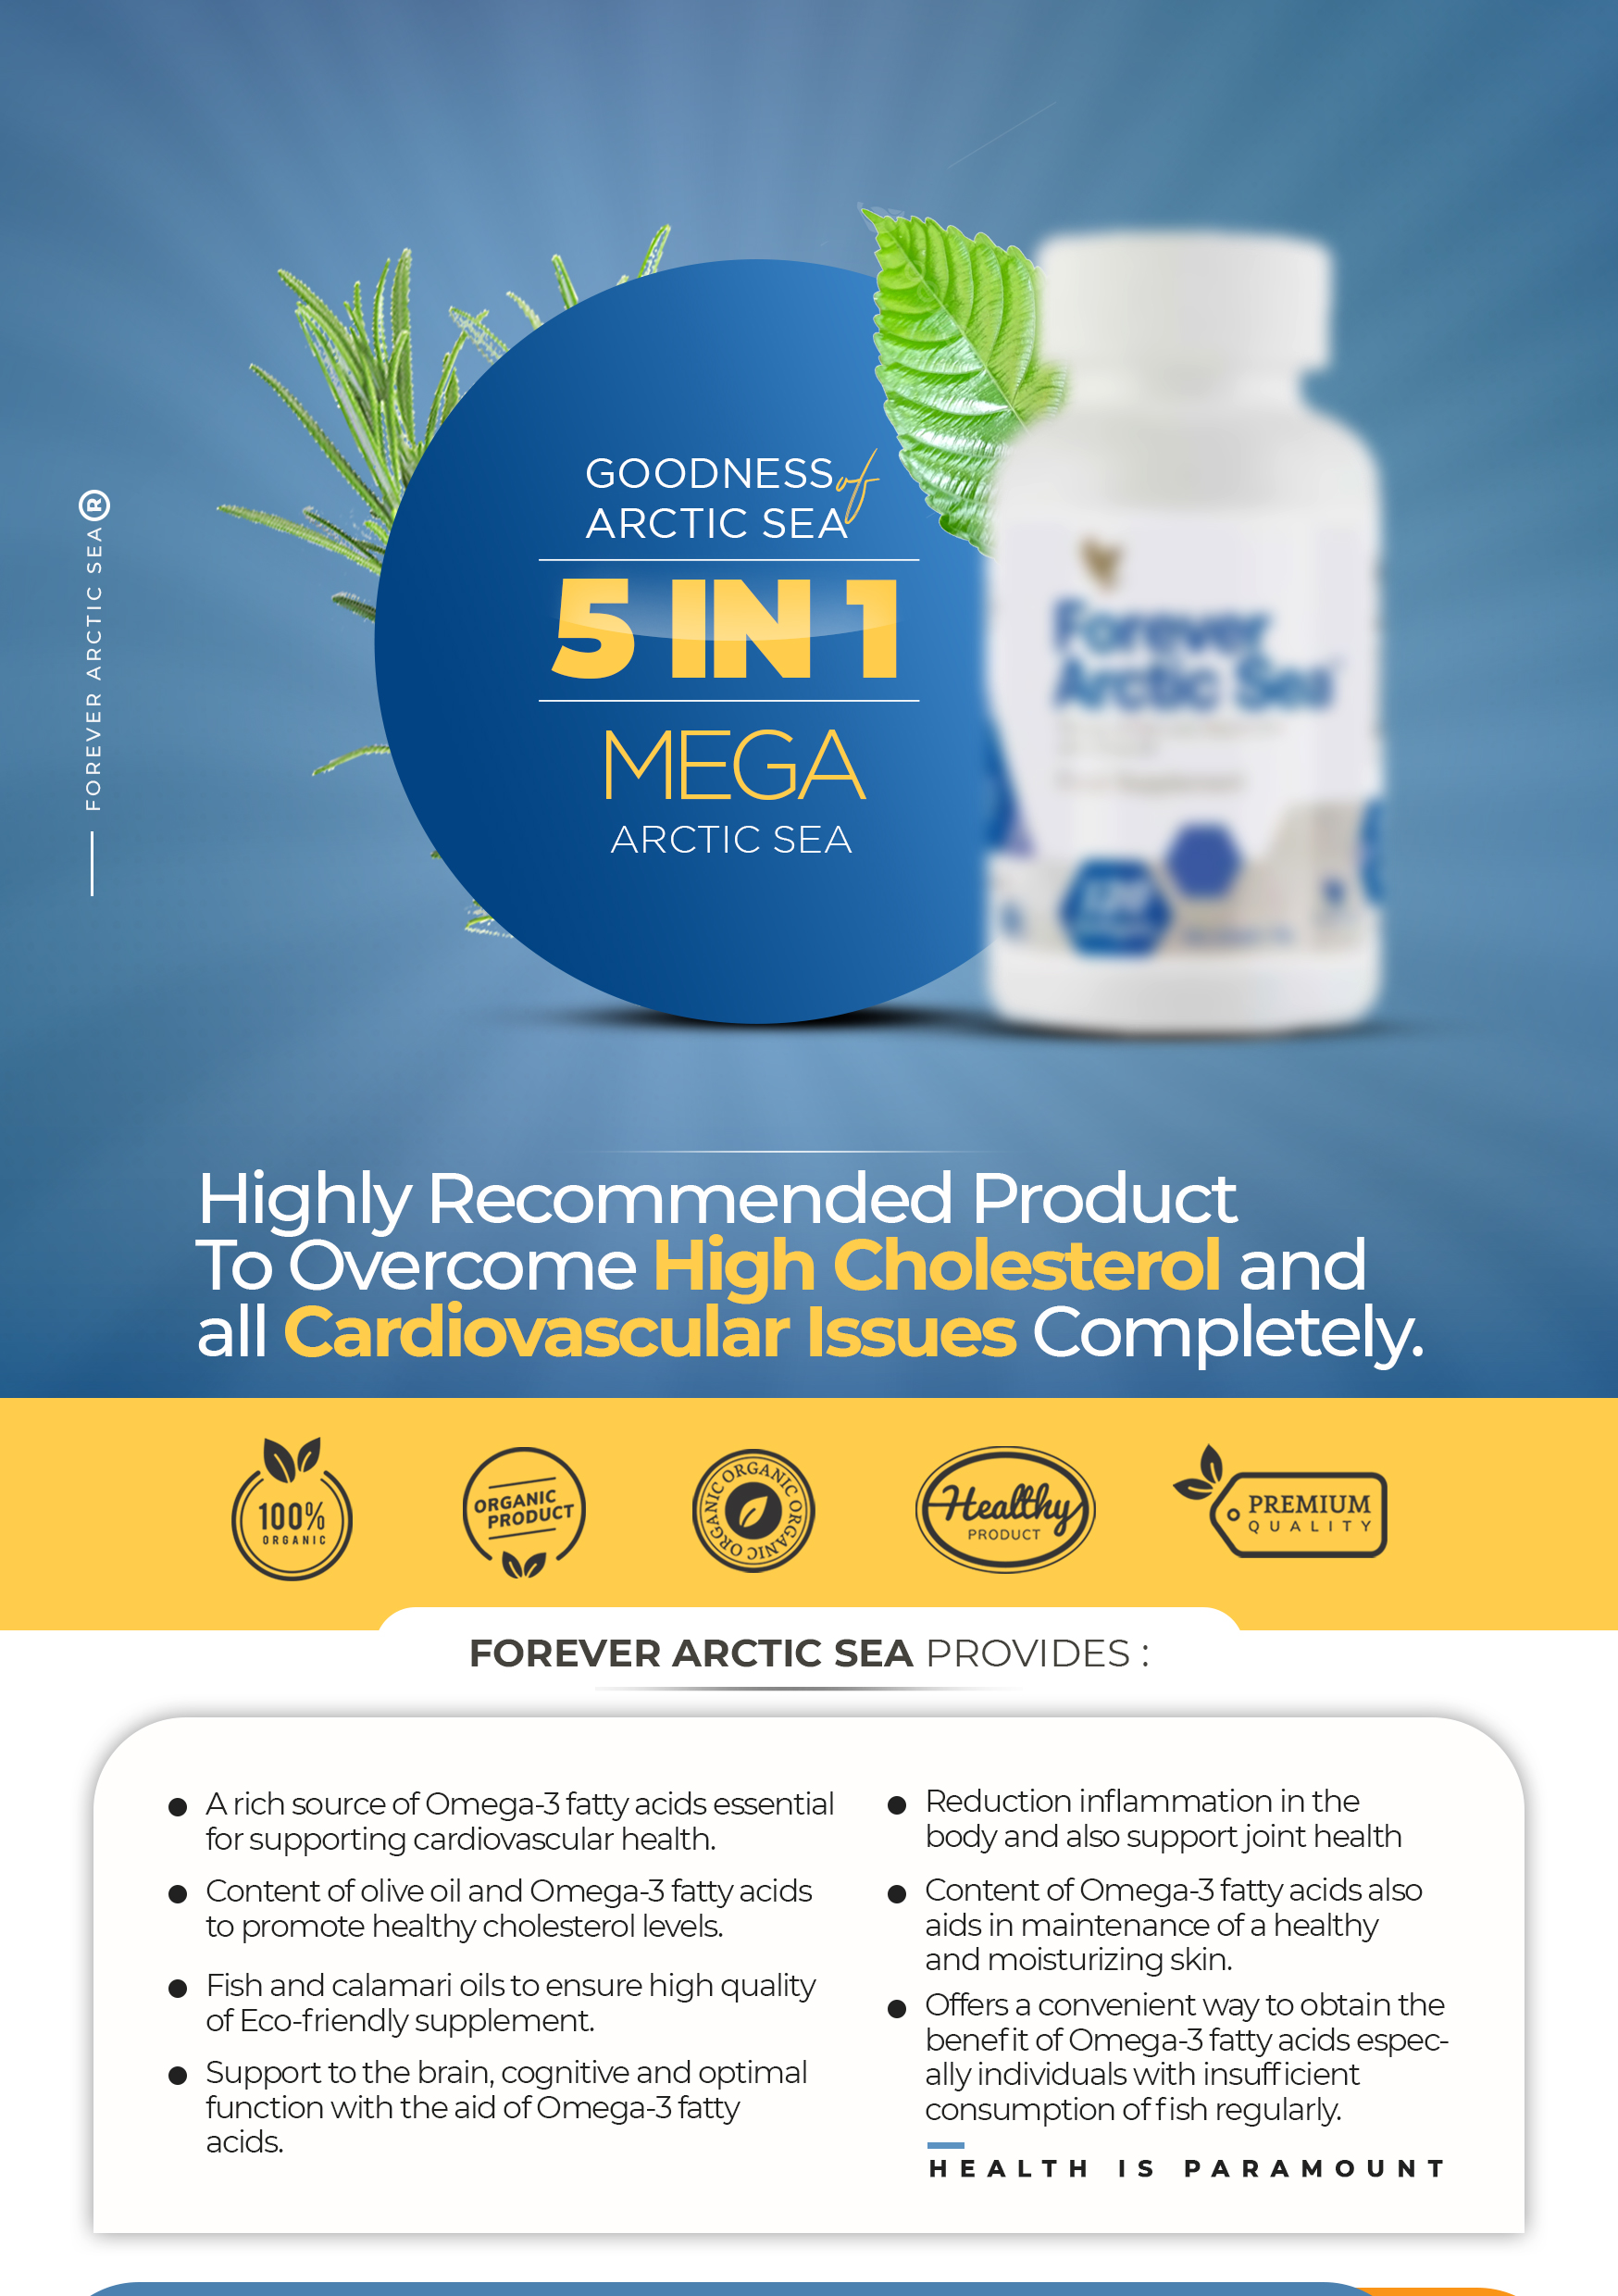 FOREVER ARCTIC SEA ®
GOODNESS of
ARCTIC SEA
5 IN 1
MEGA
ARCTIC SEA
Forever
Arctic Sea
120
Highly Recommended Product
To Overcome High Cholesterol and
all Cardiovascular Issues Completely.
100%
ORGANIC
ORGANIC
PRODUCT
ORGANIC ORGANIC ORGANIC ORGANIC
Healthy
PRODUCT
PREMIUM
QUALITY
FOREVER ARCTIC SEA PROVIDES :
A rich source of Omega-3 fatty acids essential
for supporting cardiovascular health.
Content of olive oil and Omega-3 fatty acids
to promote healthy cholesterol levels.
Fish and calamari oils to ensure high quality
of Eco-friendly supplement.
Support to the brain, cognitive and optimal
function with the aid of Omega-3 fatty
acids.
Reduction inflammation in the
body and also support joint health
Content of Omega-3 fatty acids also
aids in maintenance of a healthy
and moisturizing skin.
Offers a convenient way to obtain the
benefit of Omega-3 fatty acids espec-
ally individuals with insufficient
consumption of fish regularly.
HEALTH IS PARAMOUNT